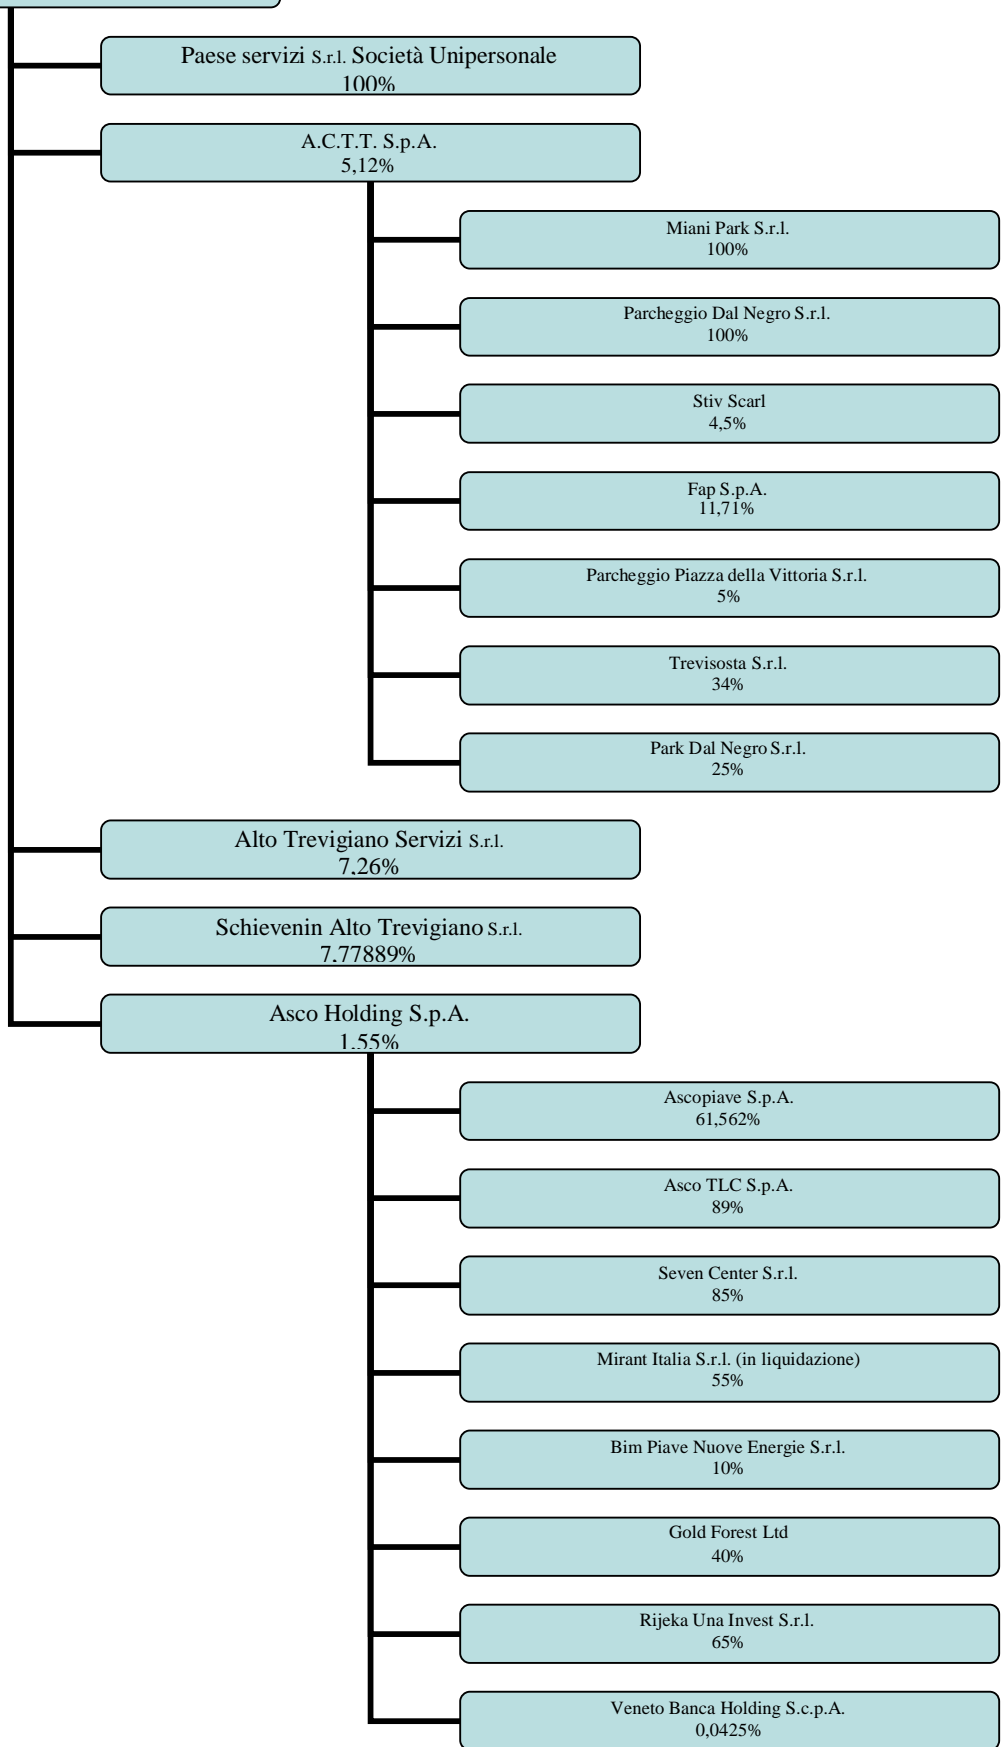 Paese servizi S.r.l. Società Unipersonale
100%
A.C.T.T. S.p.A.
5,12%
Miani Park S.r.l.
100%
Parcheggio Dal Negro S.r.l.
100%
Stiv Scarl
4,5%
Fap S.p.A.
11,71%
Parcheggio Piazza della Vittoria S.r.l.
5%
Trevisosta S.r.l.
34%
Park Dal Negro S.r.l.
25%
Alto Trevigiano Servizi S.r.l.
7,26%
Schievenin Alto Trevigiano S.r.l.
7,77889%
Asco Holding S.p.A.
1,55%
Ascopiave S.p.A.
61,562%
Asco TLC S.p.A.
89%
Seven Center S.r.l.
85%
Mirant Italia S.r.l. (in liquidazione)
55%
Bim Piave Nuove Energie S.r.l.
10%
Gold Forest Ltd
40%
Rijeka Una Invest S.r.l.
65%
Veneto Banca Holding S.c.p.A.
0,0425%